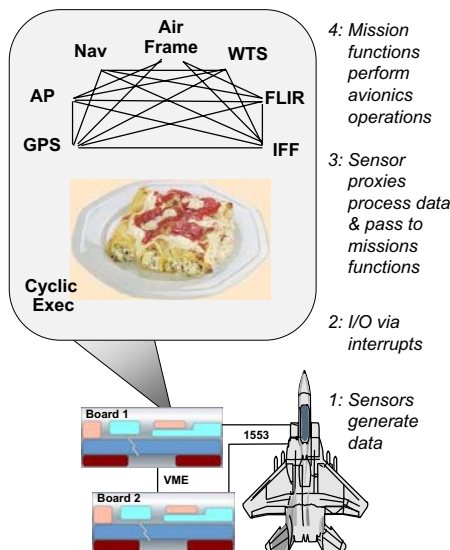 Air
Frame
Nav
WTS
AP
FLIR
GPS
IFF
Cyclic
Exec
4: Mission
functions
perform
avionics
operations
3: Sensor
proxies
process data
& pass to
missions
functions
2: I/O via
interrupts
1: Sensors
generate
data
Board 1
1553
VME
Board 2